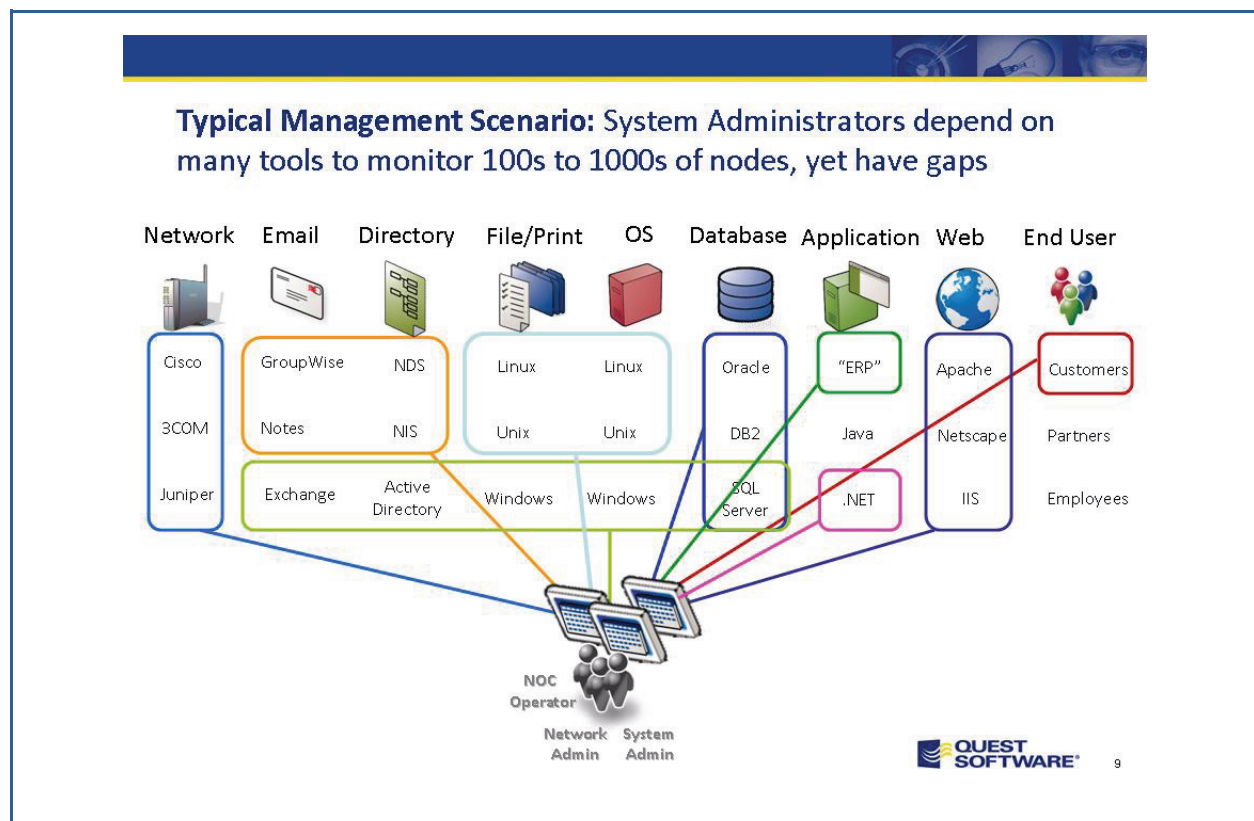 Typical Management Scenario: System Administrators depend on
many tools to monitor 100s to 1000s of nodes, yet have gaps
Network Email Directory File/Print OS Database Application Web End User
Cisco GroupWise NDS Linux Linux Oracle “ERP” Apache Customers
3COM Notes NIS Unix Unix DB2 Java Netscape Partners
Juniper Exchange Active Directory Windows Windows SQL Server .NET IIS Employees
NOC
Operator
Network System
Admin Admin
QUEST
SOFTWARE®
9